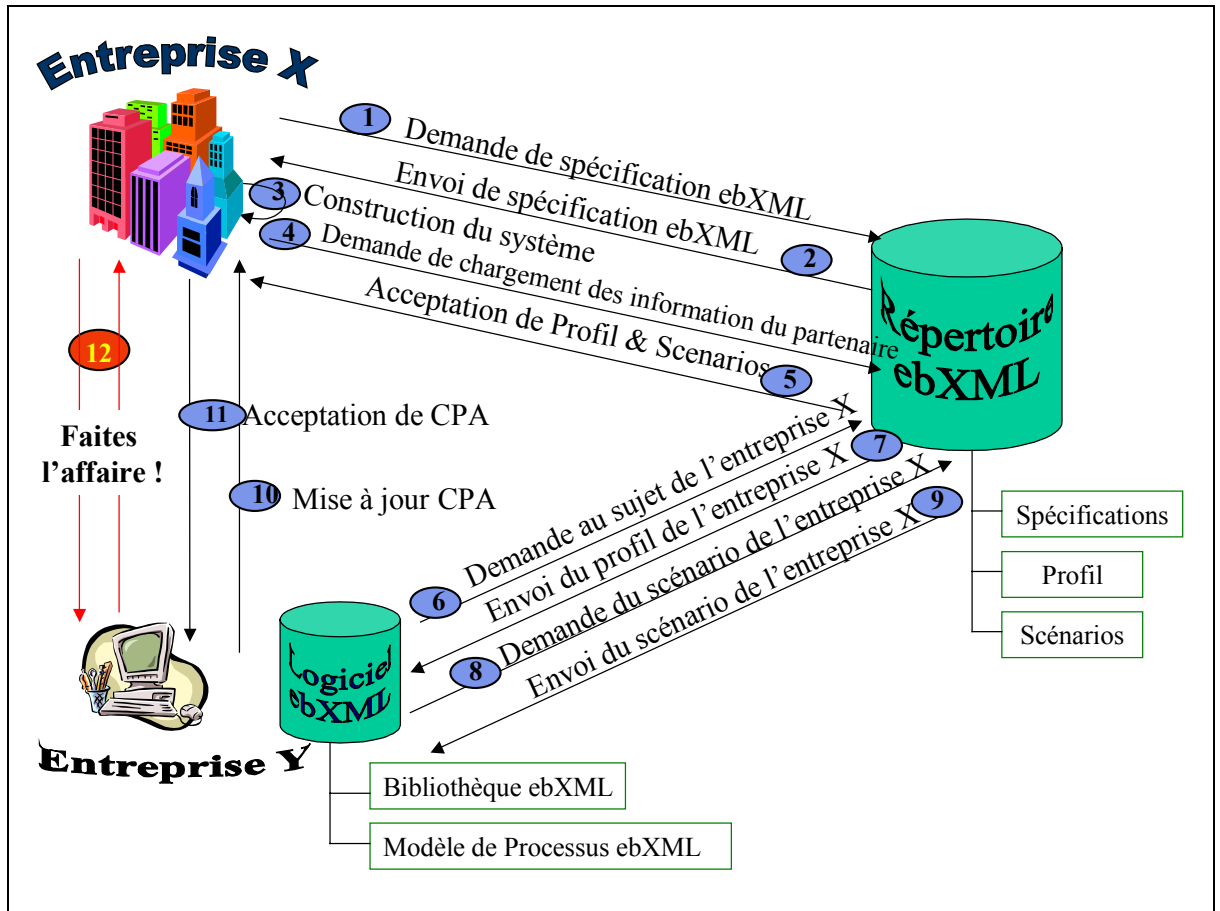 Entreprise X
1 Demande de spécification ebXML
Envoi de spécification ebXML 2
3 Construction du système
4 Demande de chargement des information du partenaire
Acceptation de Profil & Scenarios 5
Répertoire
ebXML
12
Faites
l'affaire !
11 Acceptation de CPA
10 Mise à jour CPA
6 Demande au sujet de l'entreprise X
Envoi du profil de l'entreprise X 7
8 Demande du scénario de l'entreprise X
Envoi du scénario de l'entreprise X 9
Spécifications
Profil
Scénarios
Logiciel
ebXML
Entreprise Y
Bibliothèque ebXML
Modèle de Processus ebXML